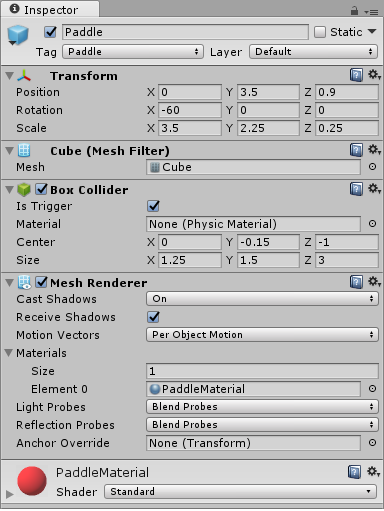 Inspector
Paddle Static
Tag Paddle Layer Default
Transform
Position X 0 Y 3.5 Z 0.9
Rotation X -60 Y 0 Z 0
Scale X 3.5 Y 2.25 Z 0.25
Cube (Mesh Filter)
Mesh Cube
Box Collider
Is Trigger
Material None (Physic Material)
Center X 0 Y -0.15 Z -1
Size X 1.25 Y 1.5 Z 3
Mesh Renderer
Cast Shadows On
Receive Shadows
Motion Vectors Per Object Motion
Materials
Size 1
Element 0 PaddleMaterial
Light Probes Blend Probes
Reflection Probes Blend Probes
Anchor Override None (Transform)
PaddleMaterial
Shader Standard